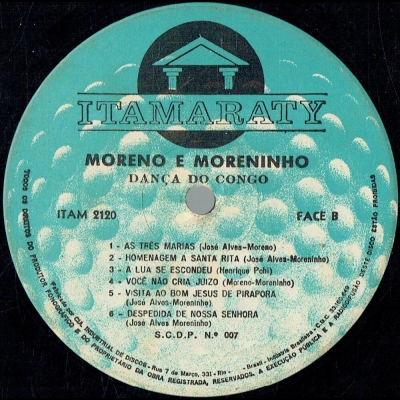 ITAMARATY
MORENO E MORENINHO
DANÇA DO CONGO
ITAM 2120
FACE B
1 - AS TRÊS MARIAS (José Alves-Moreno)
2 - HOMENAGEM A SANTA RITA (José Alves-Moreninho)
3 - A LUA SE ESCONDEU (Henrique Pchi)
4 - VOCÊ NÃO CRIA JUIZO (Moreno-Moreninho)
5 - VISITA AO BOM JESUS DE PIRAPORA
(José Alves-Moreninho)
6 - DESPEDIDA DE NOSSA SENHORA
(José Alves Moreninho)
S.C.D.P. N.º 007
TODOS OS DIREITOS DO PRODUTOR FONOGRÁFICO E DO PROPRIETÁRIO DA OBRA REGISTRADA, RESERVADOS. A EXECUÇÃO PÚBLICA E A RADIODIFUSÃO DESTE DISCO ESTÃO PROIBIDAS
CIA. INDUSTRIAL DE DISCOS - Rua 7 de Março, 331 - Rio - Brasil - Indústria Brasileira - C.G.C.